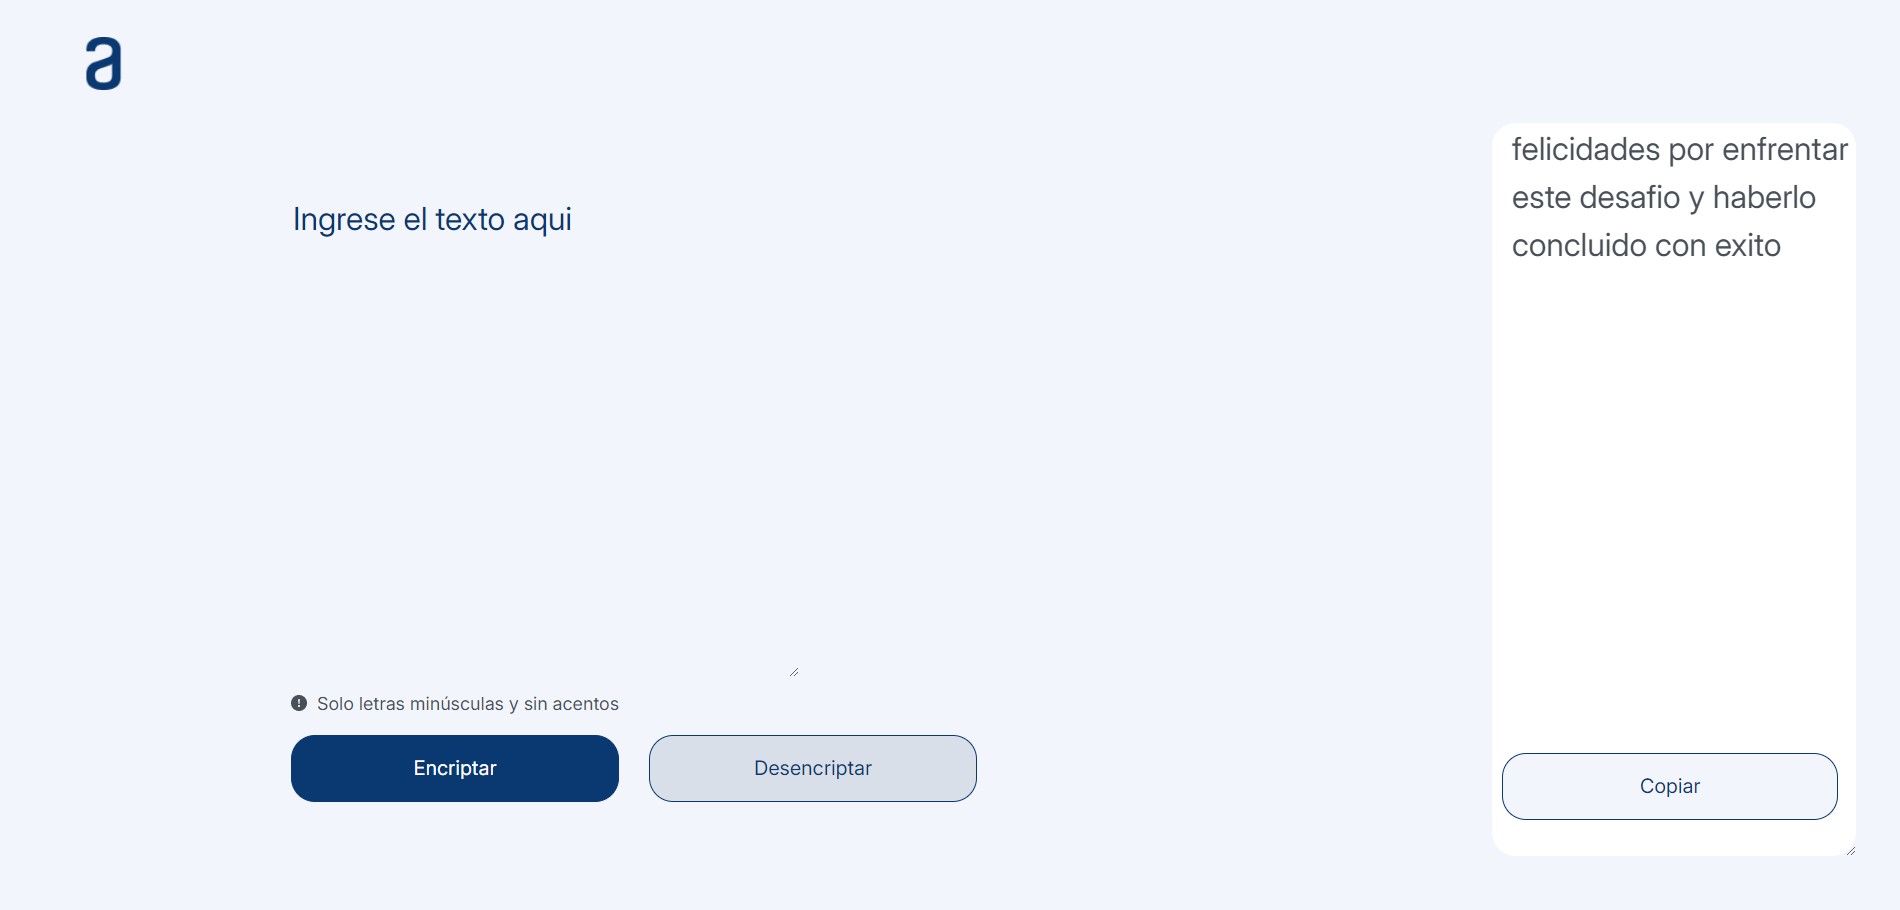 a
Ingrese el texto aqui
Solo letras minúsculas y sin acentos
Encriptar
Desencriptar
felicidades por enfrentar
este desafio y haberlo
concluido con exito
Copiar